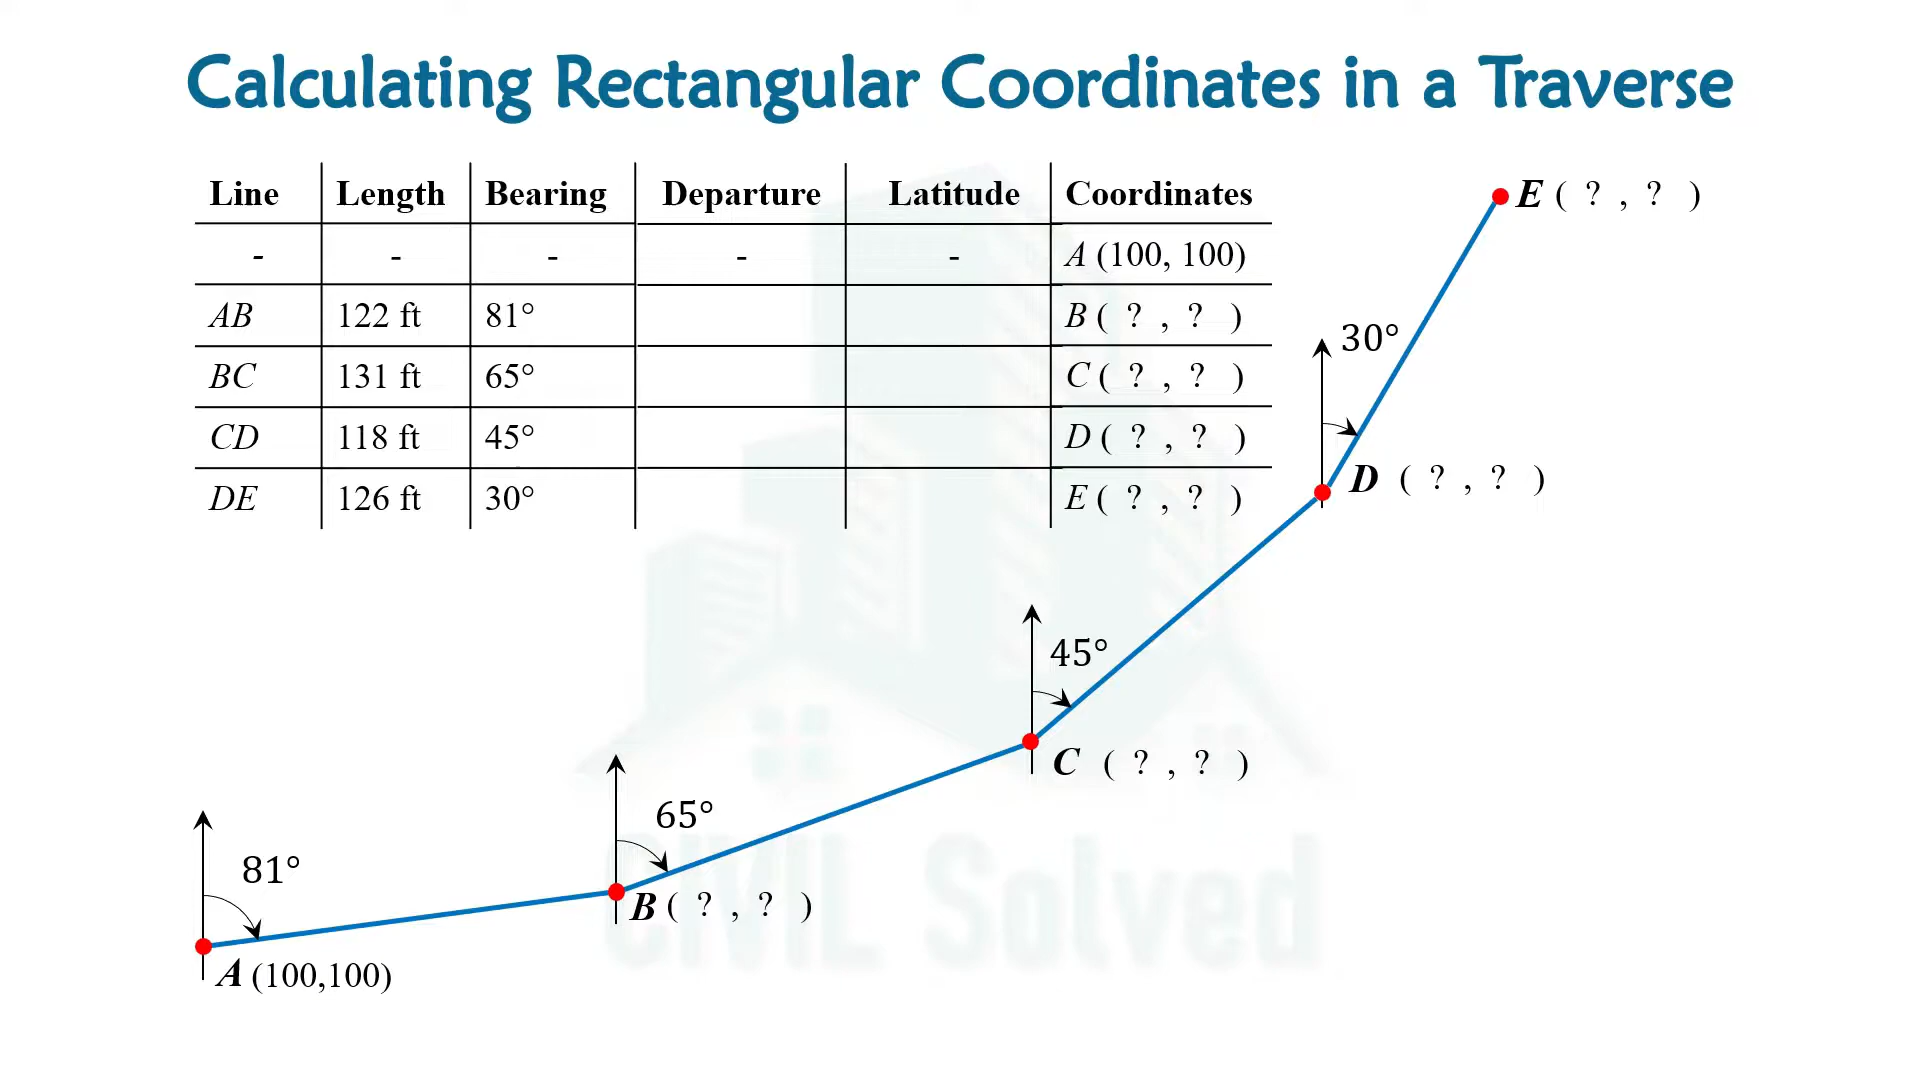 Calculating Rectangular Coordinates in a Traverse
Line Length Bearing Departure Latitude Coordinates
- - - - - A (100, 100)
AB 122 ft 81° B ( ? , ? )
BC 131 ft 65° C ( ? , ? )
CD 118 ft 45° D ( ? , ? )
DE 126 ft 30° E ( ? , ? )
E ( ? , ? )
30°
D ( ? , ? )
45°
C ( ? , ? )
65°
B ( ? , ? )
81°
A (100,100)
CIVIL Solved